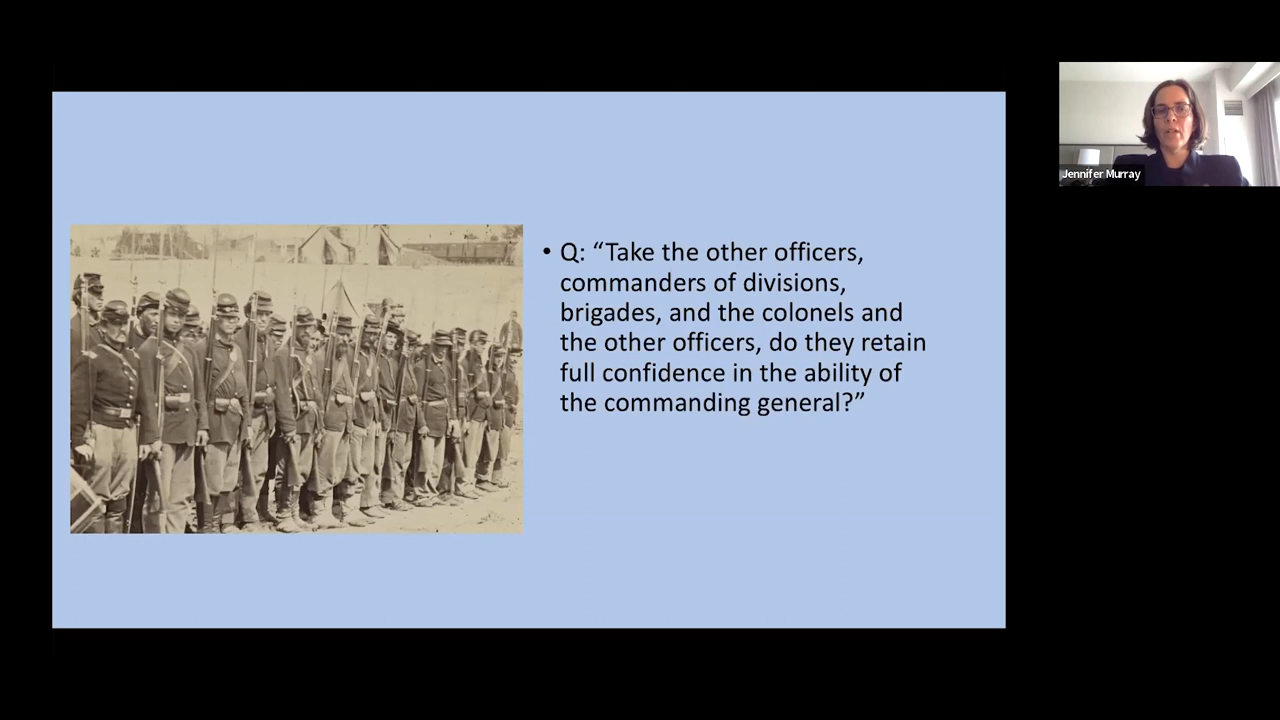 • Q: “Take the other officers,
commanders of divisions,
brigades, and the colonels and
the other officers, do they retain
full confidence in the ability of
the commanding general?”
Jennifer Murray